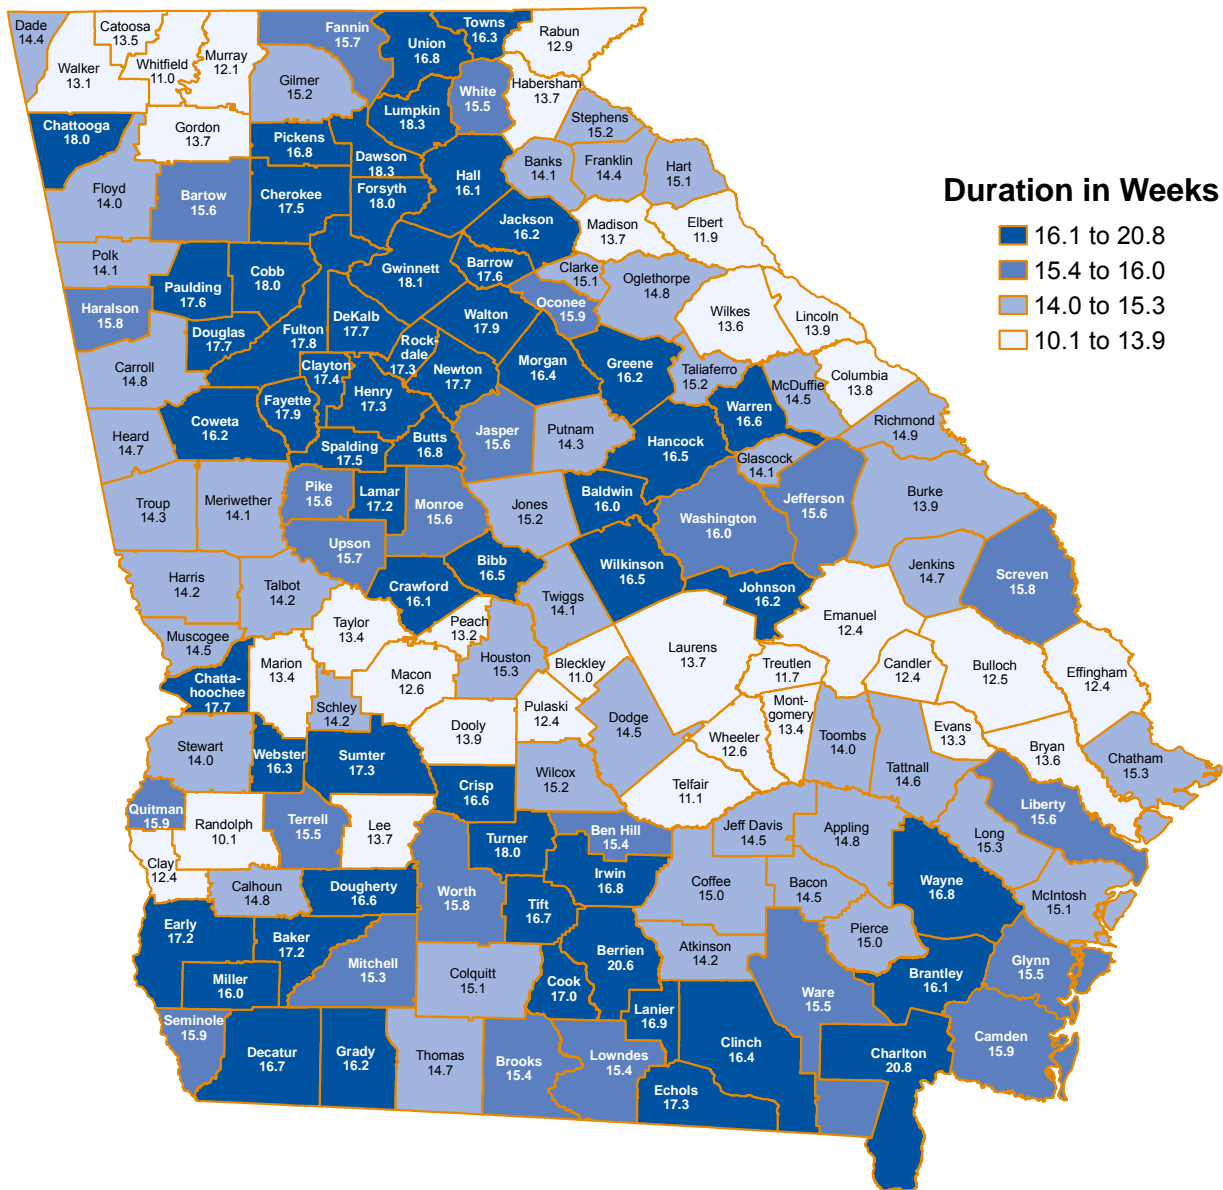 Dade
14.4
Catoosa
13.5
Walker
13.1
Whitfield
11.0
Murray
12.1
Fannin
15.7
Gilmer
15.2
Union
16.8
Towns
16.3
Rabun
12.9
White
15.5
Habersham
13.7
Lumpkin
18.3
Stephens
15.2
Chattooga
18.0
Gordon
13.7
Pickens
16.8
Dawson
18.3
Hall
16.1
Banks
14.1
Franklin
14.4
Hart
15.1
Floyd
14.0
Bartow
15.6
Cherokee
17.5
Forsyth
18.0
Jackson
16.2
Madison
13.7
Elbert
11.9
Duration in Weeks
16.1 to 20.8
15.4 to 16.0
14.0 to 15.3
10.1 to 13.9
Polk
14.1
Paulding
17.6
Cobb
18.0
Gwinnett
18.1
Barrow
17.6
Clarke
15.1
Oconee
15.9
Oglethorpe
14.8
Wilkes
13.6
Lincoln
13.9
Haralson
15.8
Douglas
17.7
Fulton
17.8
DeKalb
17.7
Walton
17.9
Rock-
dale
17.3
Newton
17.7
Morgan
16.4
Greene
16.2
Taliaferro
15.2
McDuffie
14.5
Columbia
13.8
Carroll
14.8
Clayton
17.4
Henry
17.3
Fayette
17.9
Coweta
16.2
Warren
16.6
Richmond
14.9
Heard
14.7
Spalding
17.5
Butts
16.8
Jasper
15.6
Putnam
14.3
Hancock
16.5
Glascock
14.1
Troup
14.3
Meriwether
14.1
Pike
15.6
Lamar
17.2
Monroe
15.6
Jones
15.2
Baldwin
16.0
Washington
16.0
Jefferson
15.6
Burke
13.9
Upson
15.7
Harris
14.2
Talbot
14.2
Crawford
16.1
Bibb
16.5
Twiggs
14.1
Wilkinson
16.5
Johnson
16.2
Jenkins
14.7
Screven
15.8
Muscogee
14.5
Taylor
13.4
Peach
13.2
Houston
15.3
Bleckley
11.0
Laurens
13.7
Treutlen
11.7
Emanuel
12.4
Candler
12.4
Bulloch
12.5
Effingham
12.4
Chatta-
hoochee
17.7
Marion
13.4
Macon
12.6
Schley
14.2
Dooly
13.9
Pulaski
12.4
Dodge
14.5
Wheeler
12.6
Mont-
gomery
13.4
Toombs
14.0
Tattnall
14.6
Evans
13.3
Bryan
13.6
Chatham
15.3
Stewart
14.0
Webster
16.3
Sumter
17.3
Crisp
16.6
Wilcox
15.2
Telfair
11.1
Quitman
15.9
Randolph
10.1
Terrell
15.5
Lee
13.7
Turner
18.0
Ben Hill
15.4
Jeff Davis
14.5
Appling
14.8
Long
15.3
Liberty
15.6
Clay
12.4
Calhoun
14.8
Dougherty
16.6
Worth
15.8
Tift
16.7
Irwin
16.8
Coffee
15.0
Bacon
14.5
Wayne
16.8
McIntosh
15.1
Early
17.2
Baker
17.2
Mitchell
15.3
Colquitt
15.1
Berrien
20.6
Atkinson
14.2
Pierce
15.0
Glynn
15.5
Miller
16.0
Cook
17.0
Lanier
16.9
Ware
15.5
Brantley
16.1
Seminole
15.9
Decatur
16.7
Grady
16.2
Thomas
14.7
Brooks
15.4
Lowndes
15.4
Clinch
16.4
Echols
17.3
Charlton
20.8
Camden
15.9